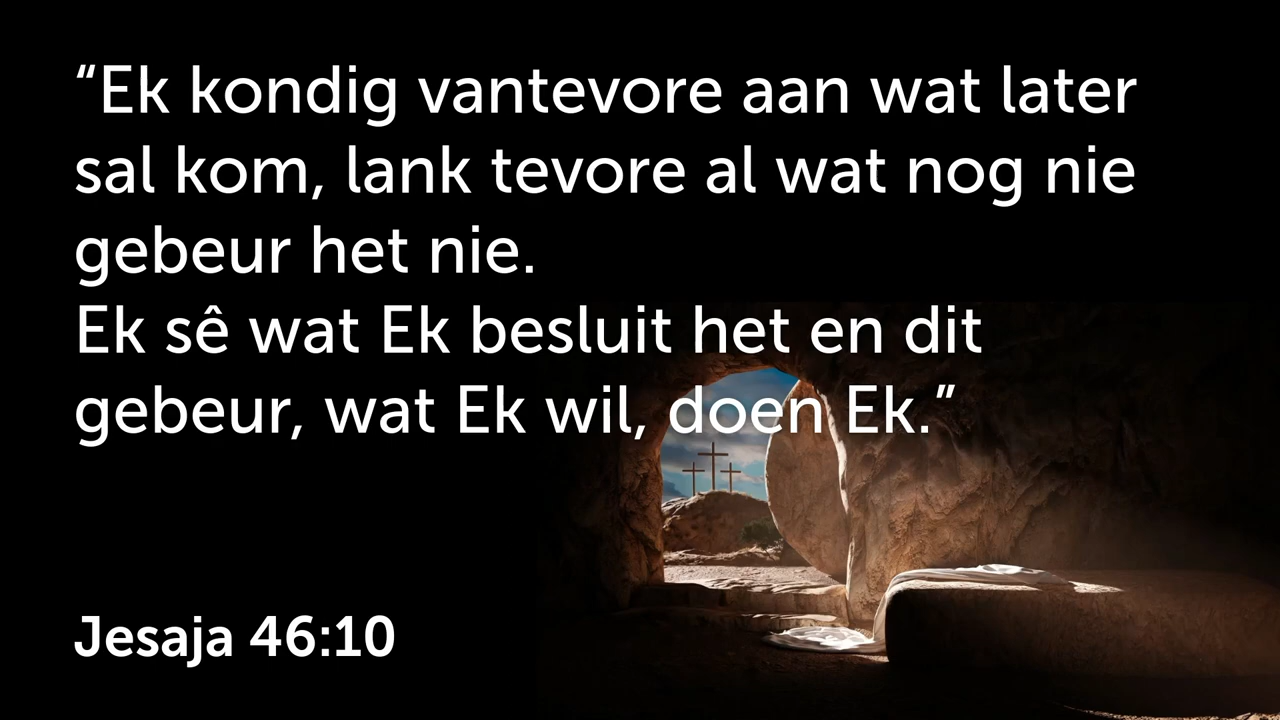 “Ek kondig vantevore aan wat later
sal kom, lank tevore al wat nog nie
gebeur het nie.
Ek sê wat Ek besluit het en dit
gebeur, wat Ek wil, doen Ek.”
Jesaja 46:10